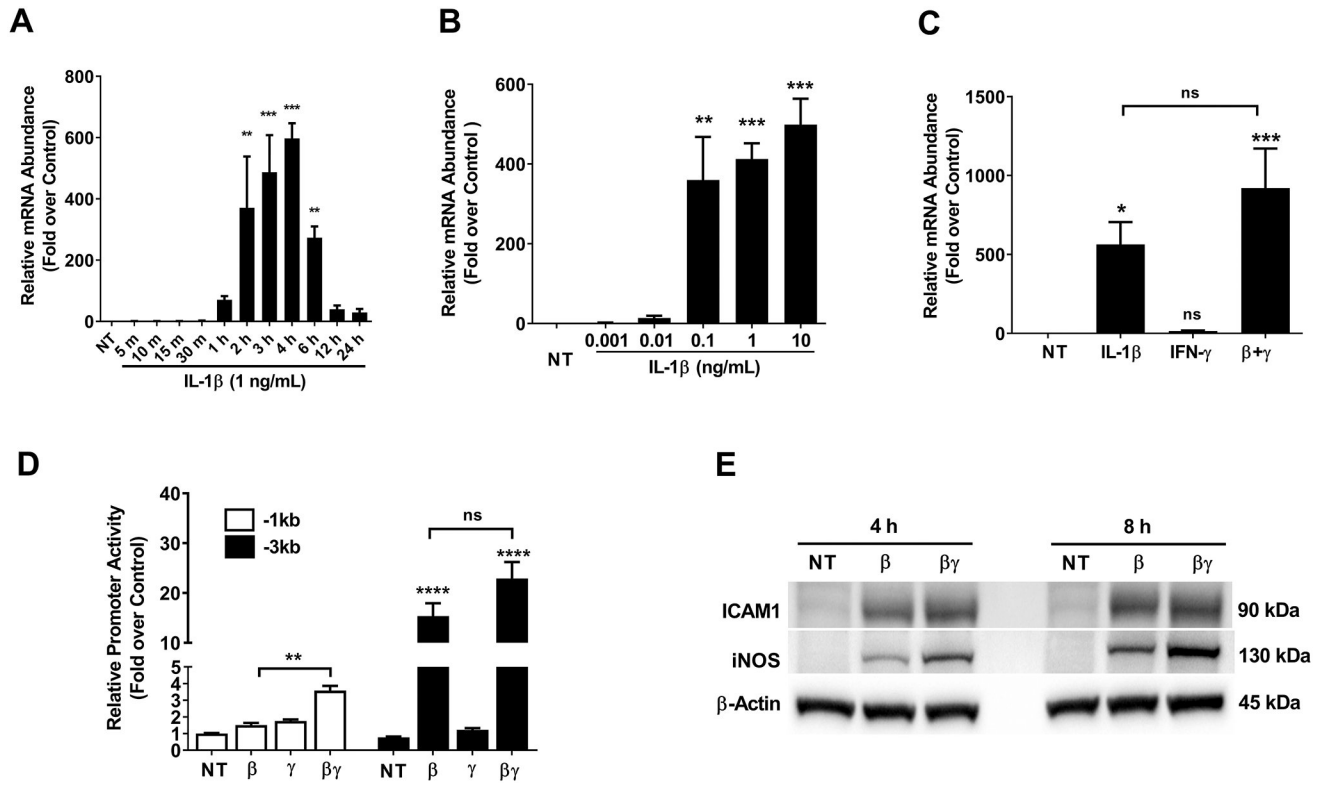 A
Relative mRNA Abundance
(Fold over Control)
800
600
400
200
0
**
***
***
**
NT
5 m
10 m
15 m
30 m
1 h
2 h
3 h
4 h
6 h
12 h
24 h
IL-1β (1 ng/mL)
B
Relative mRNA Abundance
(Fold over Control )
600
400
200
0
**
***
***
NT
0.001 0.01 0.1 1 10
IL-1β (ng/mL)
C
Relative mRNA Abundance
(Fold over Control)
1500
1000
500
0
ns
*
ns
***
NT IL-1β IFN-γ β+γ
D
Relative Promoter Activity
(Fold over Control)
40
30
20
10
5
4
3
2
1
0
-1kb
-3kb
**
ns
****
****
NT β γ βγ NT β γ βγ
E
4 h 8 h
NT β βγ NT β βγ
ICAM1 90 kDa
iNOS 130 kDa
β-Actin 45 kDa